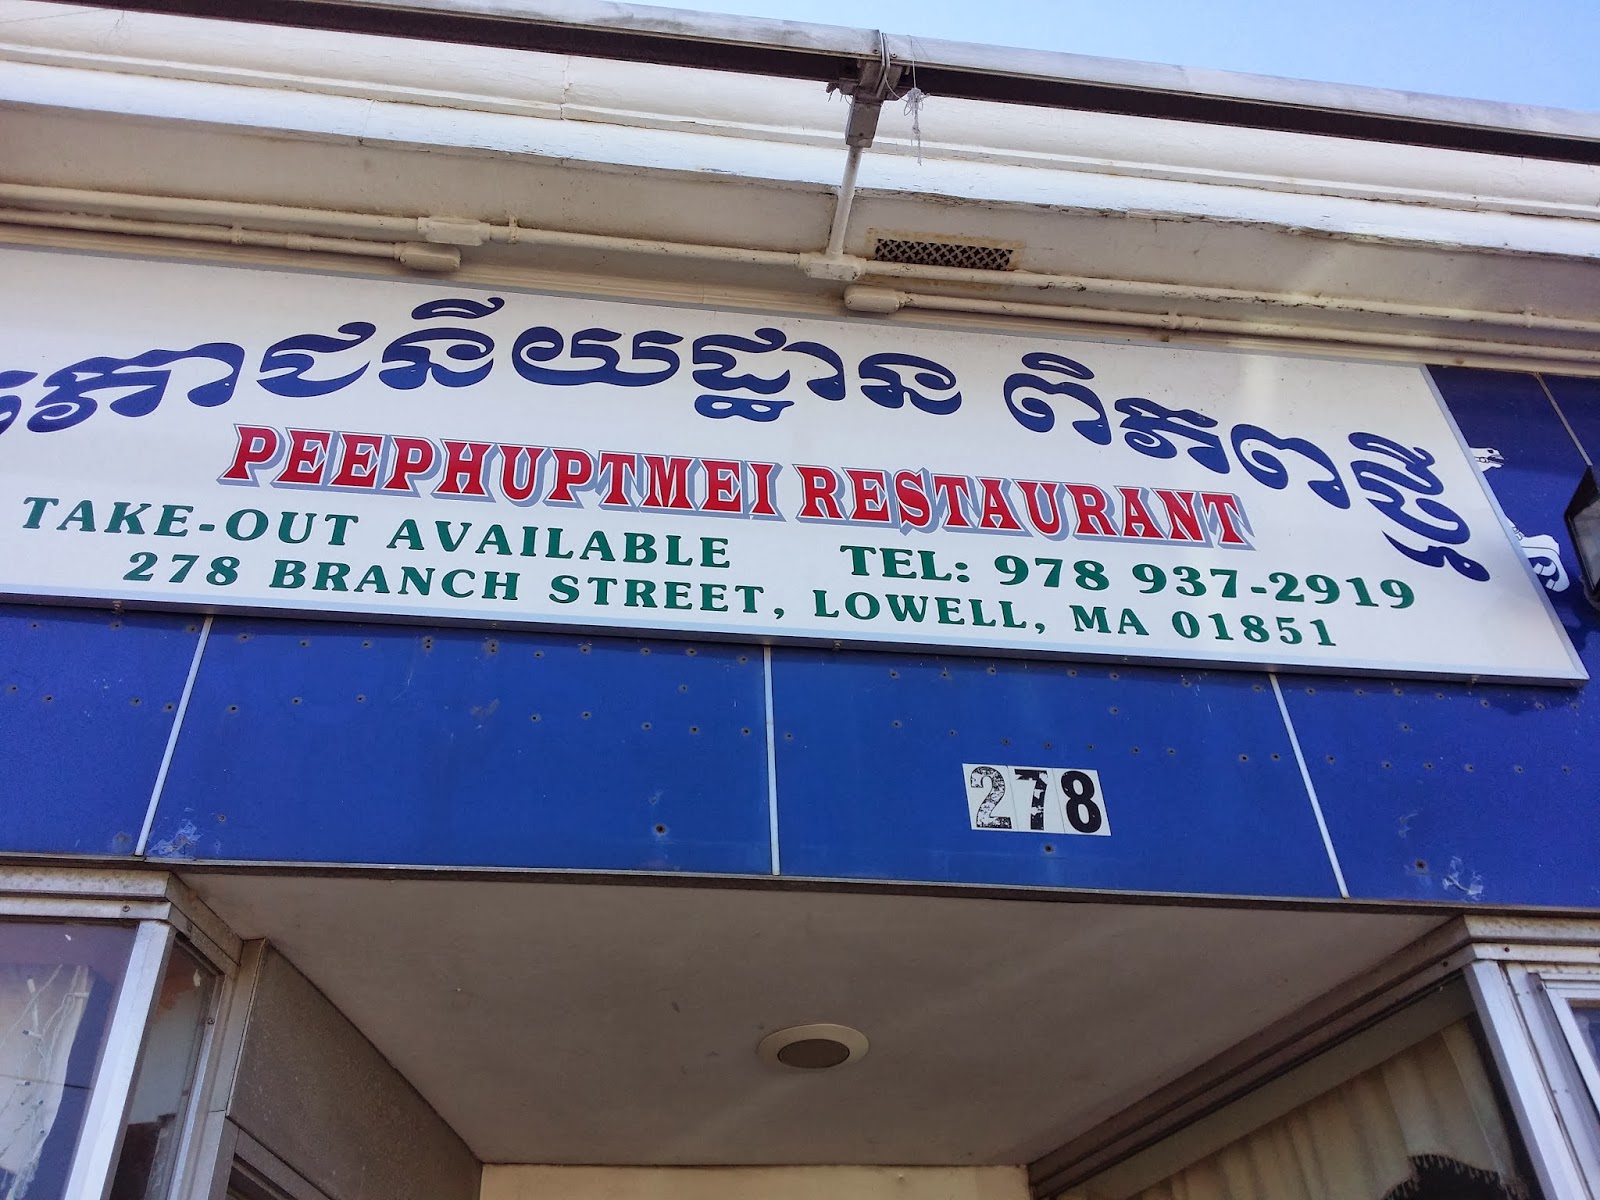 ភោជនីយដ្ឋាន ពិភពថ្មី
PEEPHUPTMEI RESTAURANT
TAKE-OUT AVAILABLE TEL: 978 937-2919
278 BRANCH STREET, LOWELL, MA 01851
278